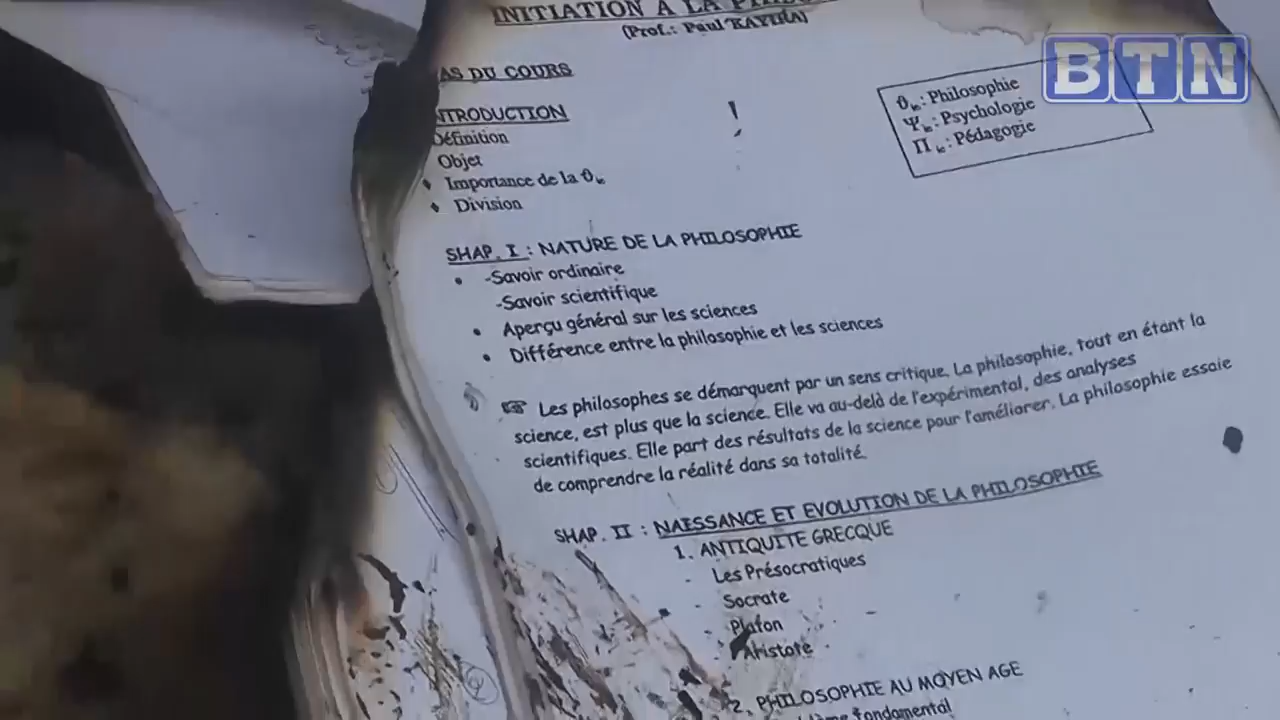 INITIATION A LA
(Prof.: Paul KAYIHA)
BTN
AS DU COURS
NTRODUCTION
Définition
Objet
Importance de la ϑie
Division
ϑie: Philosophie
Ψie: Psychologie
Πie: Pédagogie
SHAP. I : NATURE DE LA PHILOSOPHIE
-Savoir ordinaire
-Savoir scientifique
• Aperçu général sur les sciences
• Différence entre la philosophie et les sciences
☞ Les philosophes se démarquent par un sens critique. La philosophie, tout en étant la
science, est plus que la science. Elle va au-delà de l'expérimental, des analyses
scientifiques. Elle part des résultats de la science pour l'améliorer. La philosophie essaie
de comprendre la réalité dans sa totalité.
SHAP. II : NAISSANCE ET EVOLUTION DE LA PHILOSOPHIE
1. ANTIQUITE GRECQUE
Les Présocratiques
Socrate
Platon
Aristote
2. PHILOSOPHIE AU MOYEN AGE
fondamental